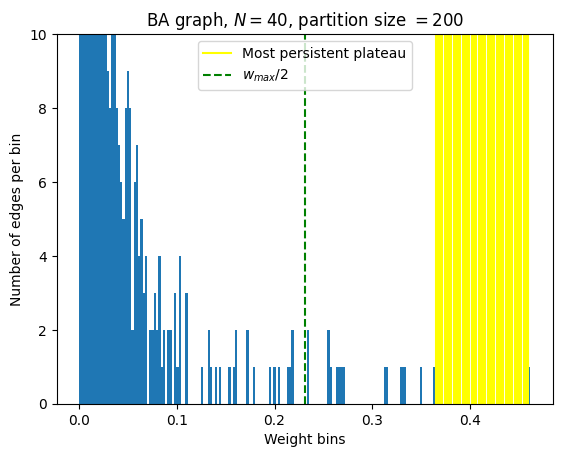 BA graph, N = 40, partition size = 200
Most persistent plateau
w_max/2
Number of edges per bin
10
8
6
4
2
0
0.0 0.1 0.2 0.3 0.4
Weight bins